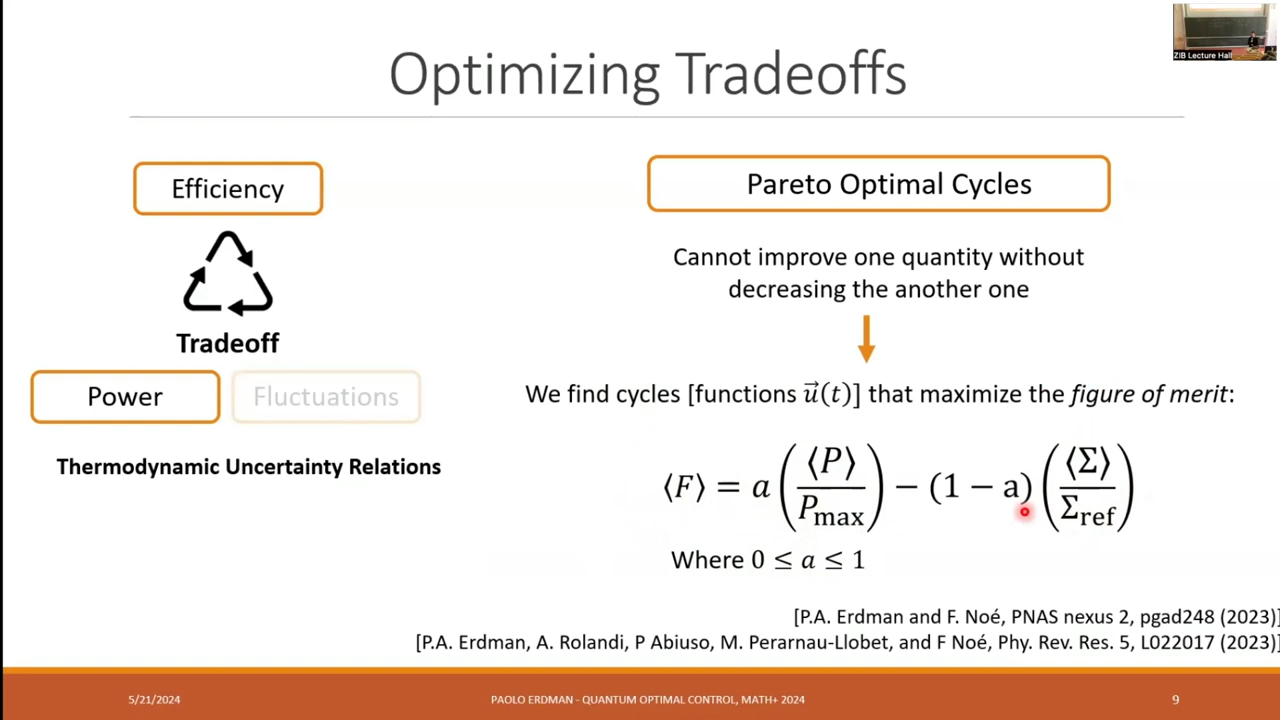 ZIB Lecture Hall
Optimizing Tradeoffs
Efficiency
Tradeoff
Power
Fluctuations
Thermodynamic Uncertainty Relations
Pareto Optimal Cycles
Cannot improve one quantity without
decreasing the another one
We find cycles [functions u⃗(t)] that maximize the figure of merit:
⟨F⟩ = a (⟨P⟩/P_max) − (1 − a) (⟨Σ⟩/Σ_ref)
Where 0 ≤ a ≤ 1
[P.A. Erdman and F. Noé, PNAS nexus 2, pgad248 (2023)]
[P.A. Erdman, A. Rolandi, P Abiuso, M. Perarnau-Llobet, and F Noé, Phy. Rev. Res. 5, L022017 (2023)]
5/21/2024
PAOLO ERDMAN - QUANTUM OPTIMAL CONTROL, MATH+ 2024
9